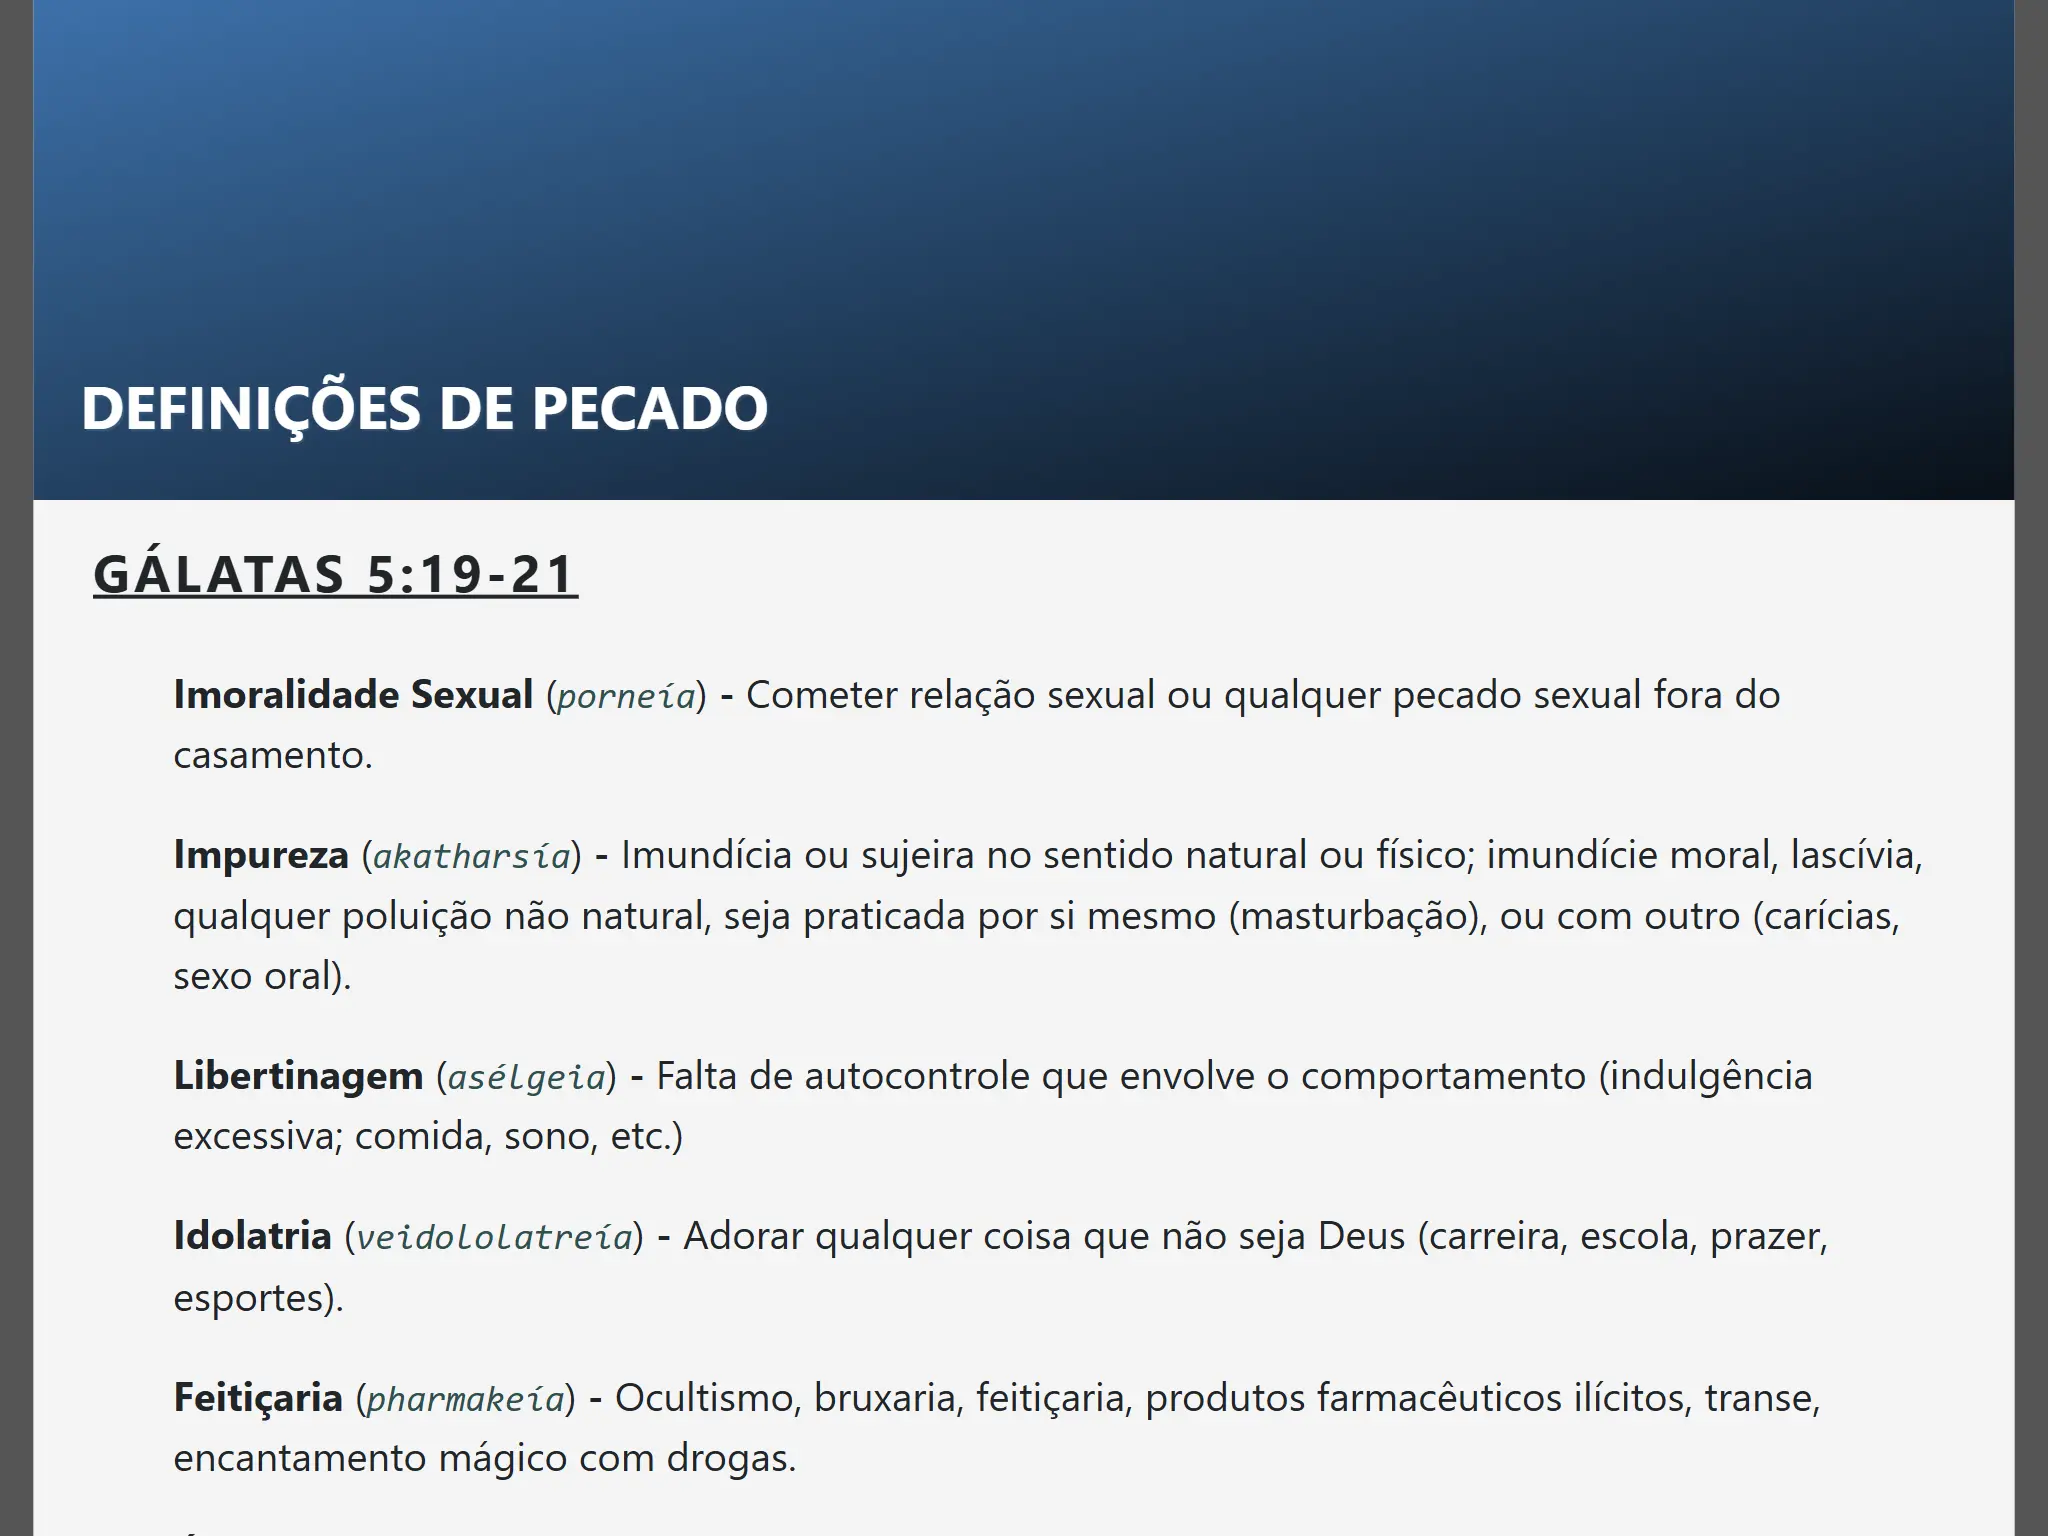 DEFINIÇÕES DE PECADO
GÁLATAS 5:19-21
Imoralidade Sexual (porneía) - Cometer relação sexual ou qualquer pecado sexual fora do
casamento.
Impureza (akatharsía) - Imundícia ou sujeira no sentido natural ou físico; imundície moral, lascívia,
qualquer poluição não natural, seja praticada por si mesmo (masturbação), ou com outro (carícias,
sexo oral).
Libertinagem (asélgeia) - Falta de autocontrole que envolve o comportamento (indulgência
excessiva; comida, sono, etc.)
Idolatria (veidololatreía) - Adorar qualquer coisa que não seja Deus (carreira, escola, prazer,
esportes).
Feitiçaria (pharmakeía) - Ocultismo, bruxaria, feitiçaria, produtos farmacêuticos ilícitos, transe,
encantamento mágico com drogas.